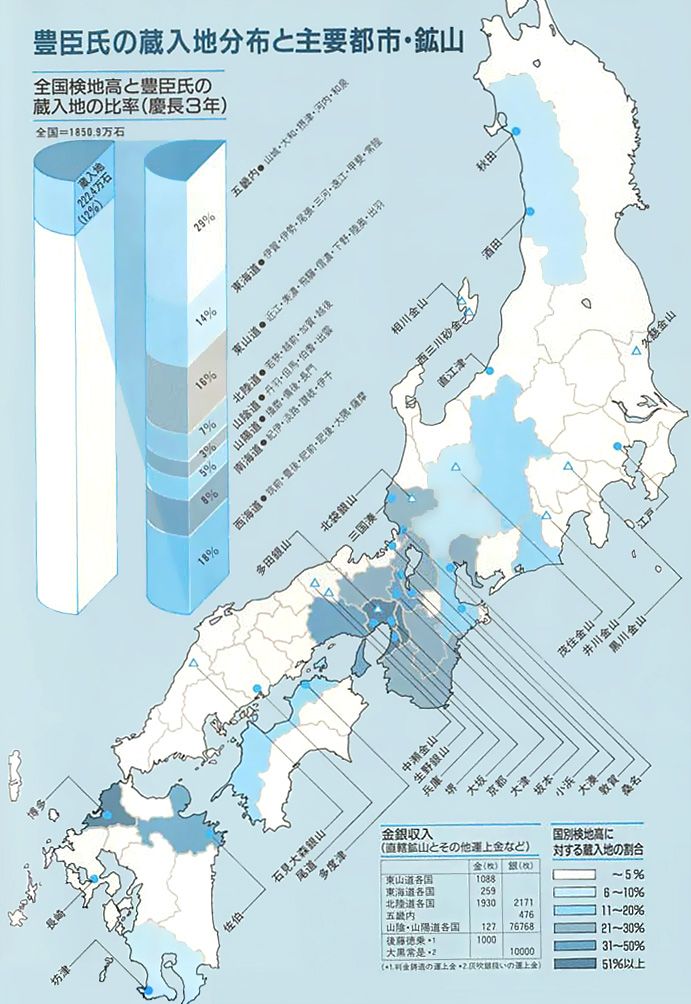 豊臣氏の蔵入地分布と主要都市・鉱山
全国検地高と豊臣氏の
蔵入地の比率(慶長3年)
全国=1850.9万石
蔵入地
222.4万石
(12%)
29%
14%
16%
7%
3%
5%
8%
18%
五畿内●山城・大和・摂津・河内・和泉
東海道●伊賀・伊勢・尾張・三河・遠江・甲斐・常陸
東山道●近江・美濃・飛騨・信濃・下野・陸奥・出羽
北陸道●若狭・越前・加賀・越後
山陰道●丹羽・但馬・伯耆・出雲
山陽道●播磨・備後・長門
南海道●紀伊・淡路・讃岐・伊予
西海道●筑前・豊後・肥前・肥後・大隅・薩摩
秋田
酒田
相川金山
西三川砂金
直江津
久慈金山
江戸
北袋銀山
三国湊
多田銀山
茂住金山
井川金山
黒川金山
中瀬金山
生野銀山
兵庫
堺
大坂
京都
大津
坂本
小浜
大湊
敦賀
桑名
博多
長崎
坊津
佐伯
石見大森銀山
尾道
多度津
金銀収入
(直轄鉱山とその他運上金など)
金(枚) 銀(枚)
東山道各国 1088
東海道各国 259
北陸道各国 1930 2171
五畿内 476
山陰・山陽道各国 127 76768
後藤徳乗*1 1000
大黒常是*2 10000
(*1.判金鋳造の運上金*2.灰吹銀扱いの運上金)
国別検地高に
対する蔵入地の割合
~5%
6~10%
11~20%
21~30%
31~50%
51%以上